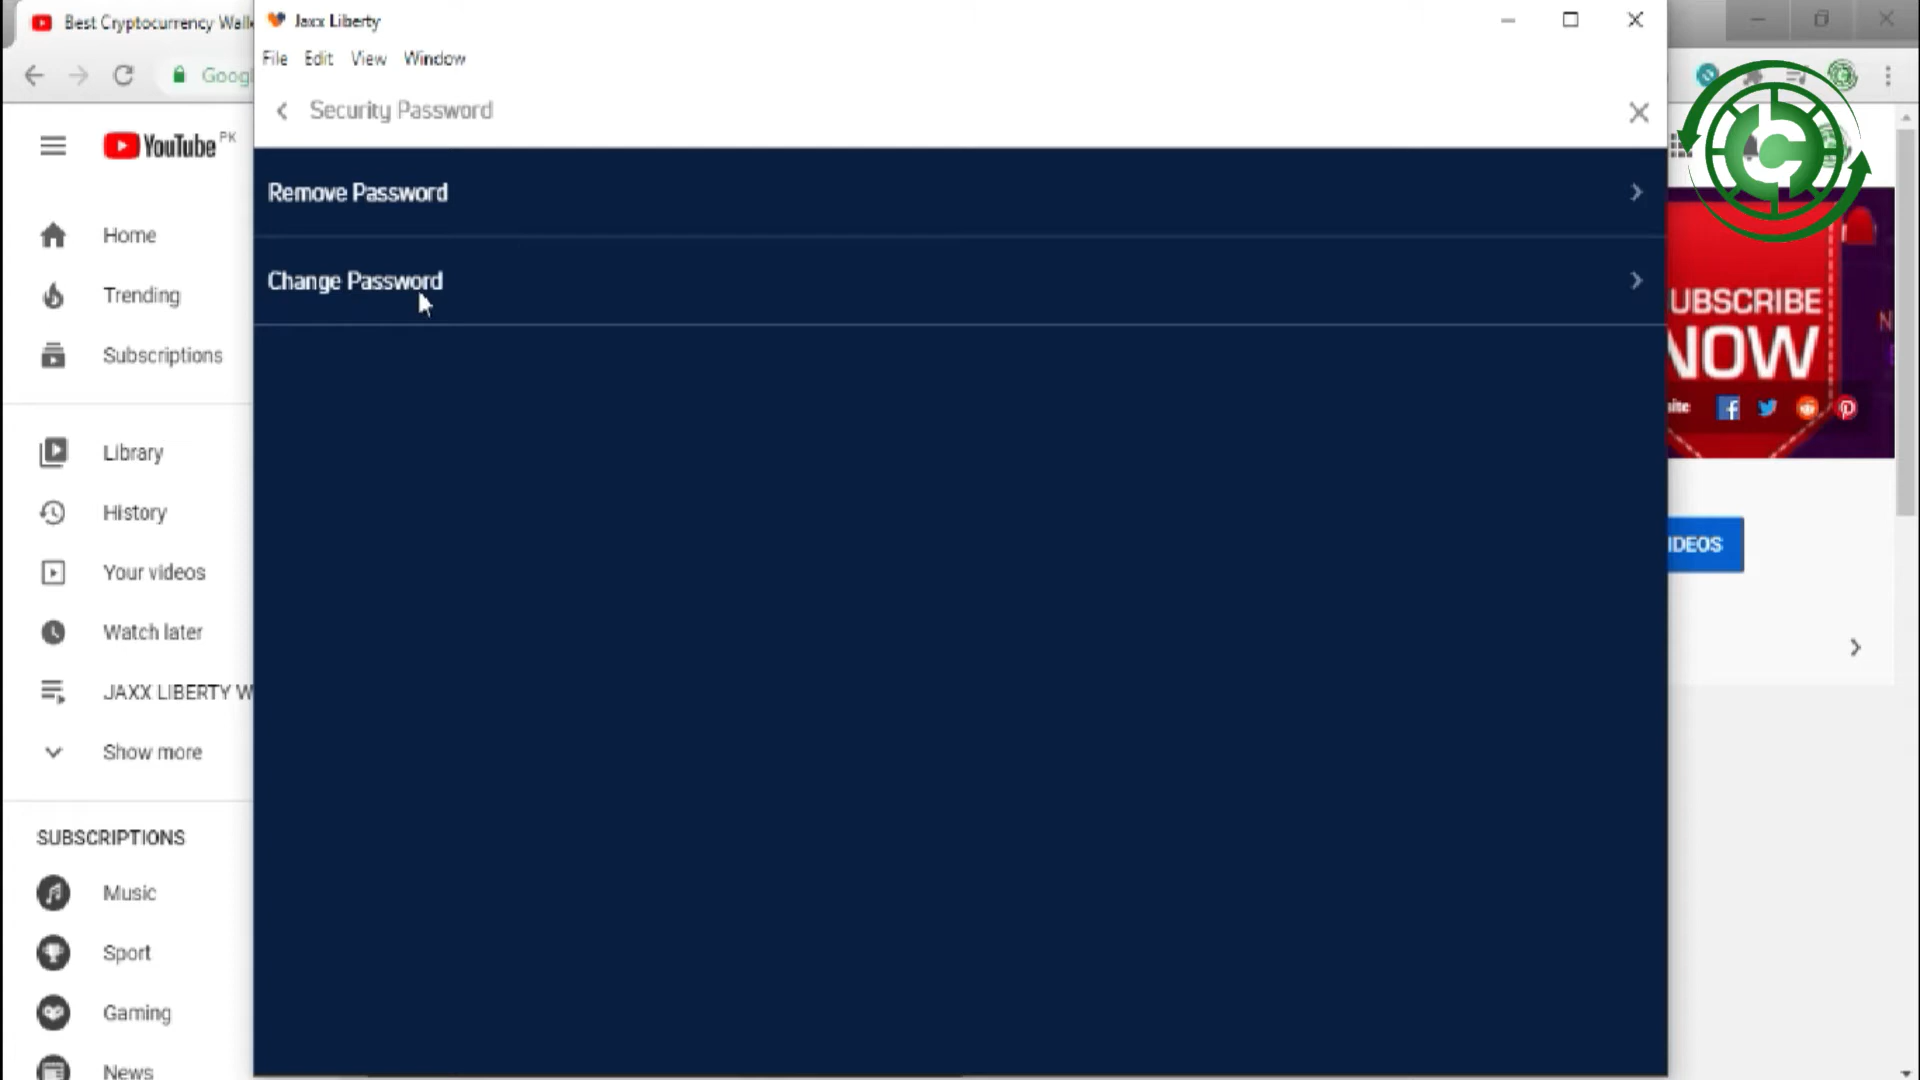 Best Cryptocurrency Wall
Jaxx Liberty
File Edit View Window
Goog
Security Password
YouTube PK
Remove Password
Change Password
Home
Trending
Subscriptions
Library
History
Your videos
Watch later
JAXX LIBERTY W
Show more
SUBSCRIPTIONS
Music
Sport
Gaming
News
UBSCRIBE
NOW
N
site
IDEOS